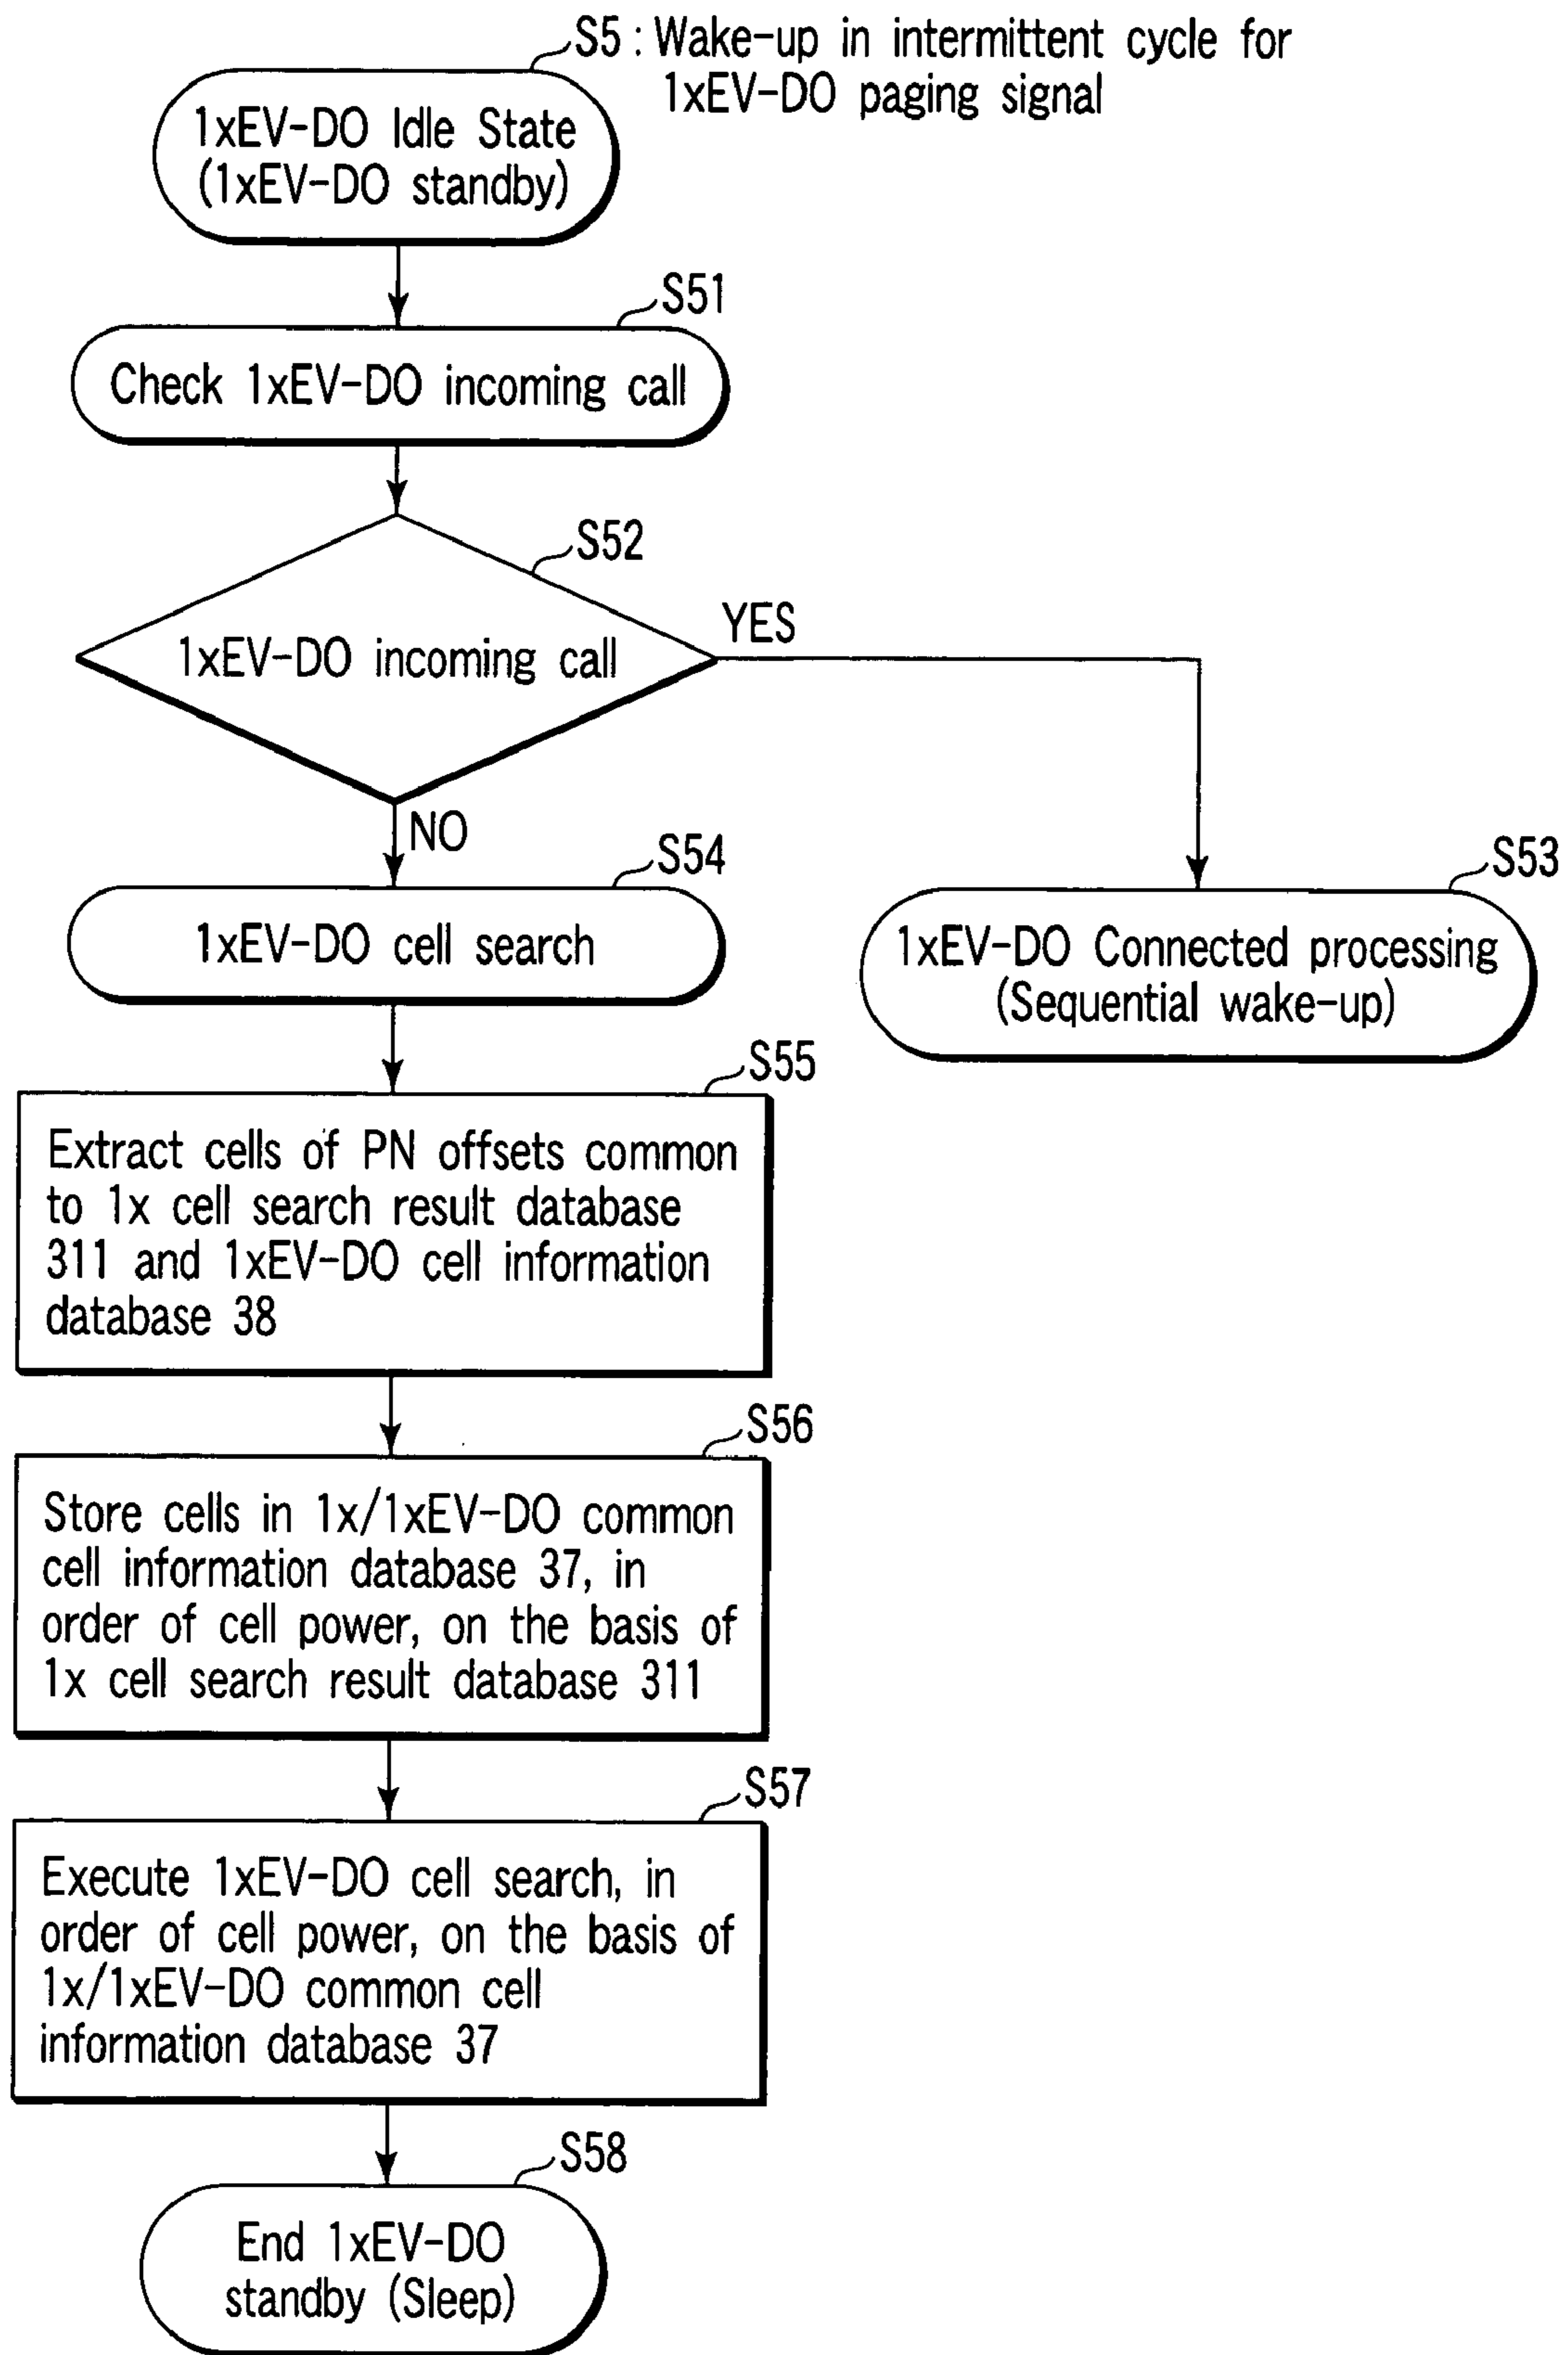 S5 : Wake-up in intermittent cycle for
1xEV-DO paging signal
1xEV-DO Idle State
(1xEV-DO standby)
S51
Check 1xEV-DO incoming call
S52
1xEV-DO incoming call
YES
NO
S54
1xEV-DO cell search
S53
1xEV-DO Connected processing
(Sequential wake-up)
S55
Extract cells of PN offsets common
to 1x cell search result database
311 and 1xEV-DO cell information
database 38
S56
Store cells in 1x/1xEV-DO common
cell information database 37, in
order of cell power, on the basis of
1x cell search result database 311
S57
Execute 1xEV-DO cell search, in
order of cell power, on the basis of
1x/1xEV-DO common cell
information database 37
S58
End 1xEV-DO
standby (Sleep)